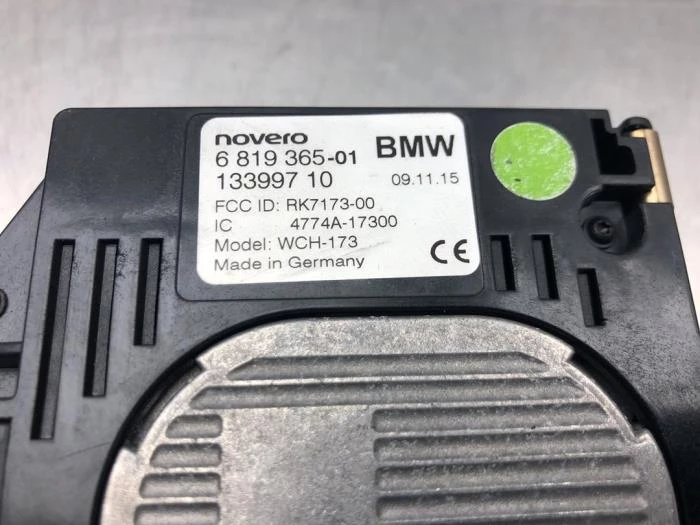 novero
6 819 365-01 BMW
133997 10 09.11.15
FCC ID: RK7173-00
IC 4774A-17300
Model: WCH-173
Made in Germany CE